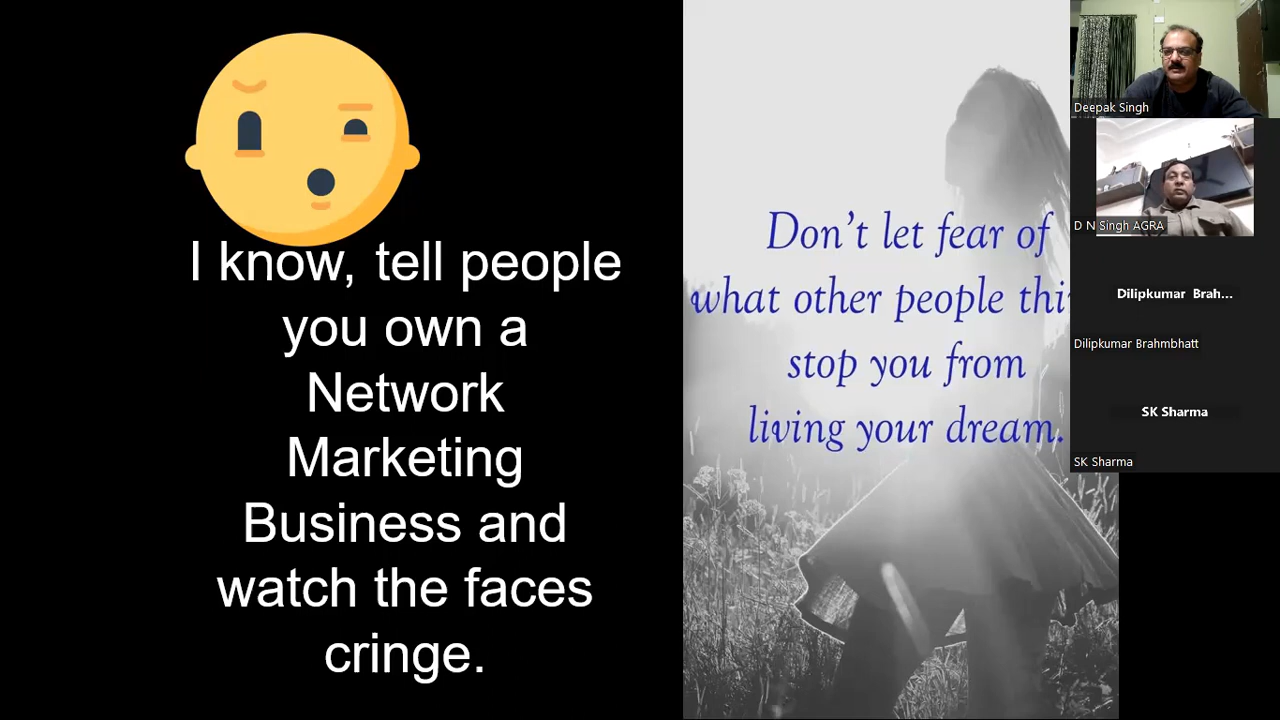 I know, tell people
you own a
Network
Marketing
Business and
watch the faces
cringe.
Don't let fear of
what other people thi
stop you from
living your dream.
Deepak Singh
D N Singh AGRA
Dilipkumar Brah...
Dilipkumar Brahmbhatt
SK Sharma
SK Sharma